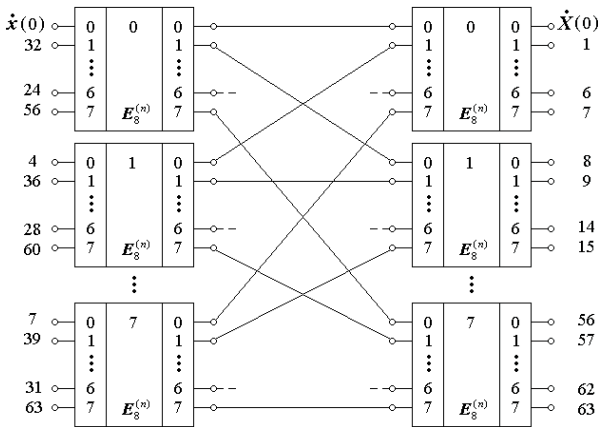 ẋ(0) 0 0 0 0 0 0 Ẋ(0)
32 1 1 1 1 1
24 6 6 6 6 6
56 7 E₈⁽ⁿ⁾ 7 7 E₈⁽ⁿ⁾ 7 7
4 0 1 0 0 1 0 8
36 1 1 1 1 9
28 6 6 6 6 14
60 7 E₈⁽ⁿ⁾ 7 7 E₈⁽ⁿ⁾ 7 15
7 0 7 0 0 7 0 56
39 1 1 1 1 57
31 6 6 6 6 62
63 7 E₈⁽ⁿ⁾ 7 7 E₈⁽ⁿ⁾ 7 63